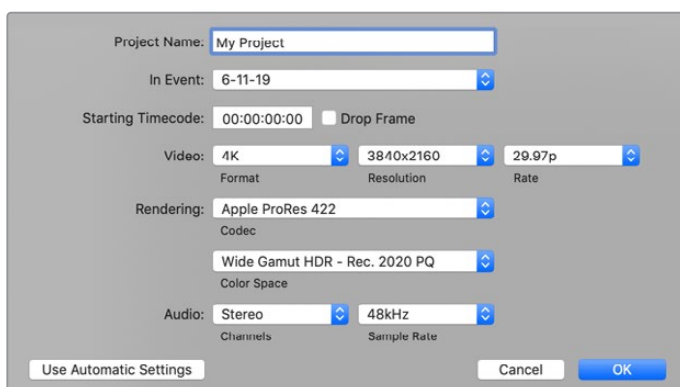 Project Name: My Project
In Event: 6-11-19
Starting Timecode: 00:00:00:00 Drop Frame
Video: 4K 3840x2160 29.97p
Format Resolution Rate
Rendering: Apple ProRes 422
Codec
Wide Gamut HDR - Rec. 2020 PQ
Color Space
Audio: Stereo 48kHz
Channels Sample Rate
Use Automatic Settings Cancel OK